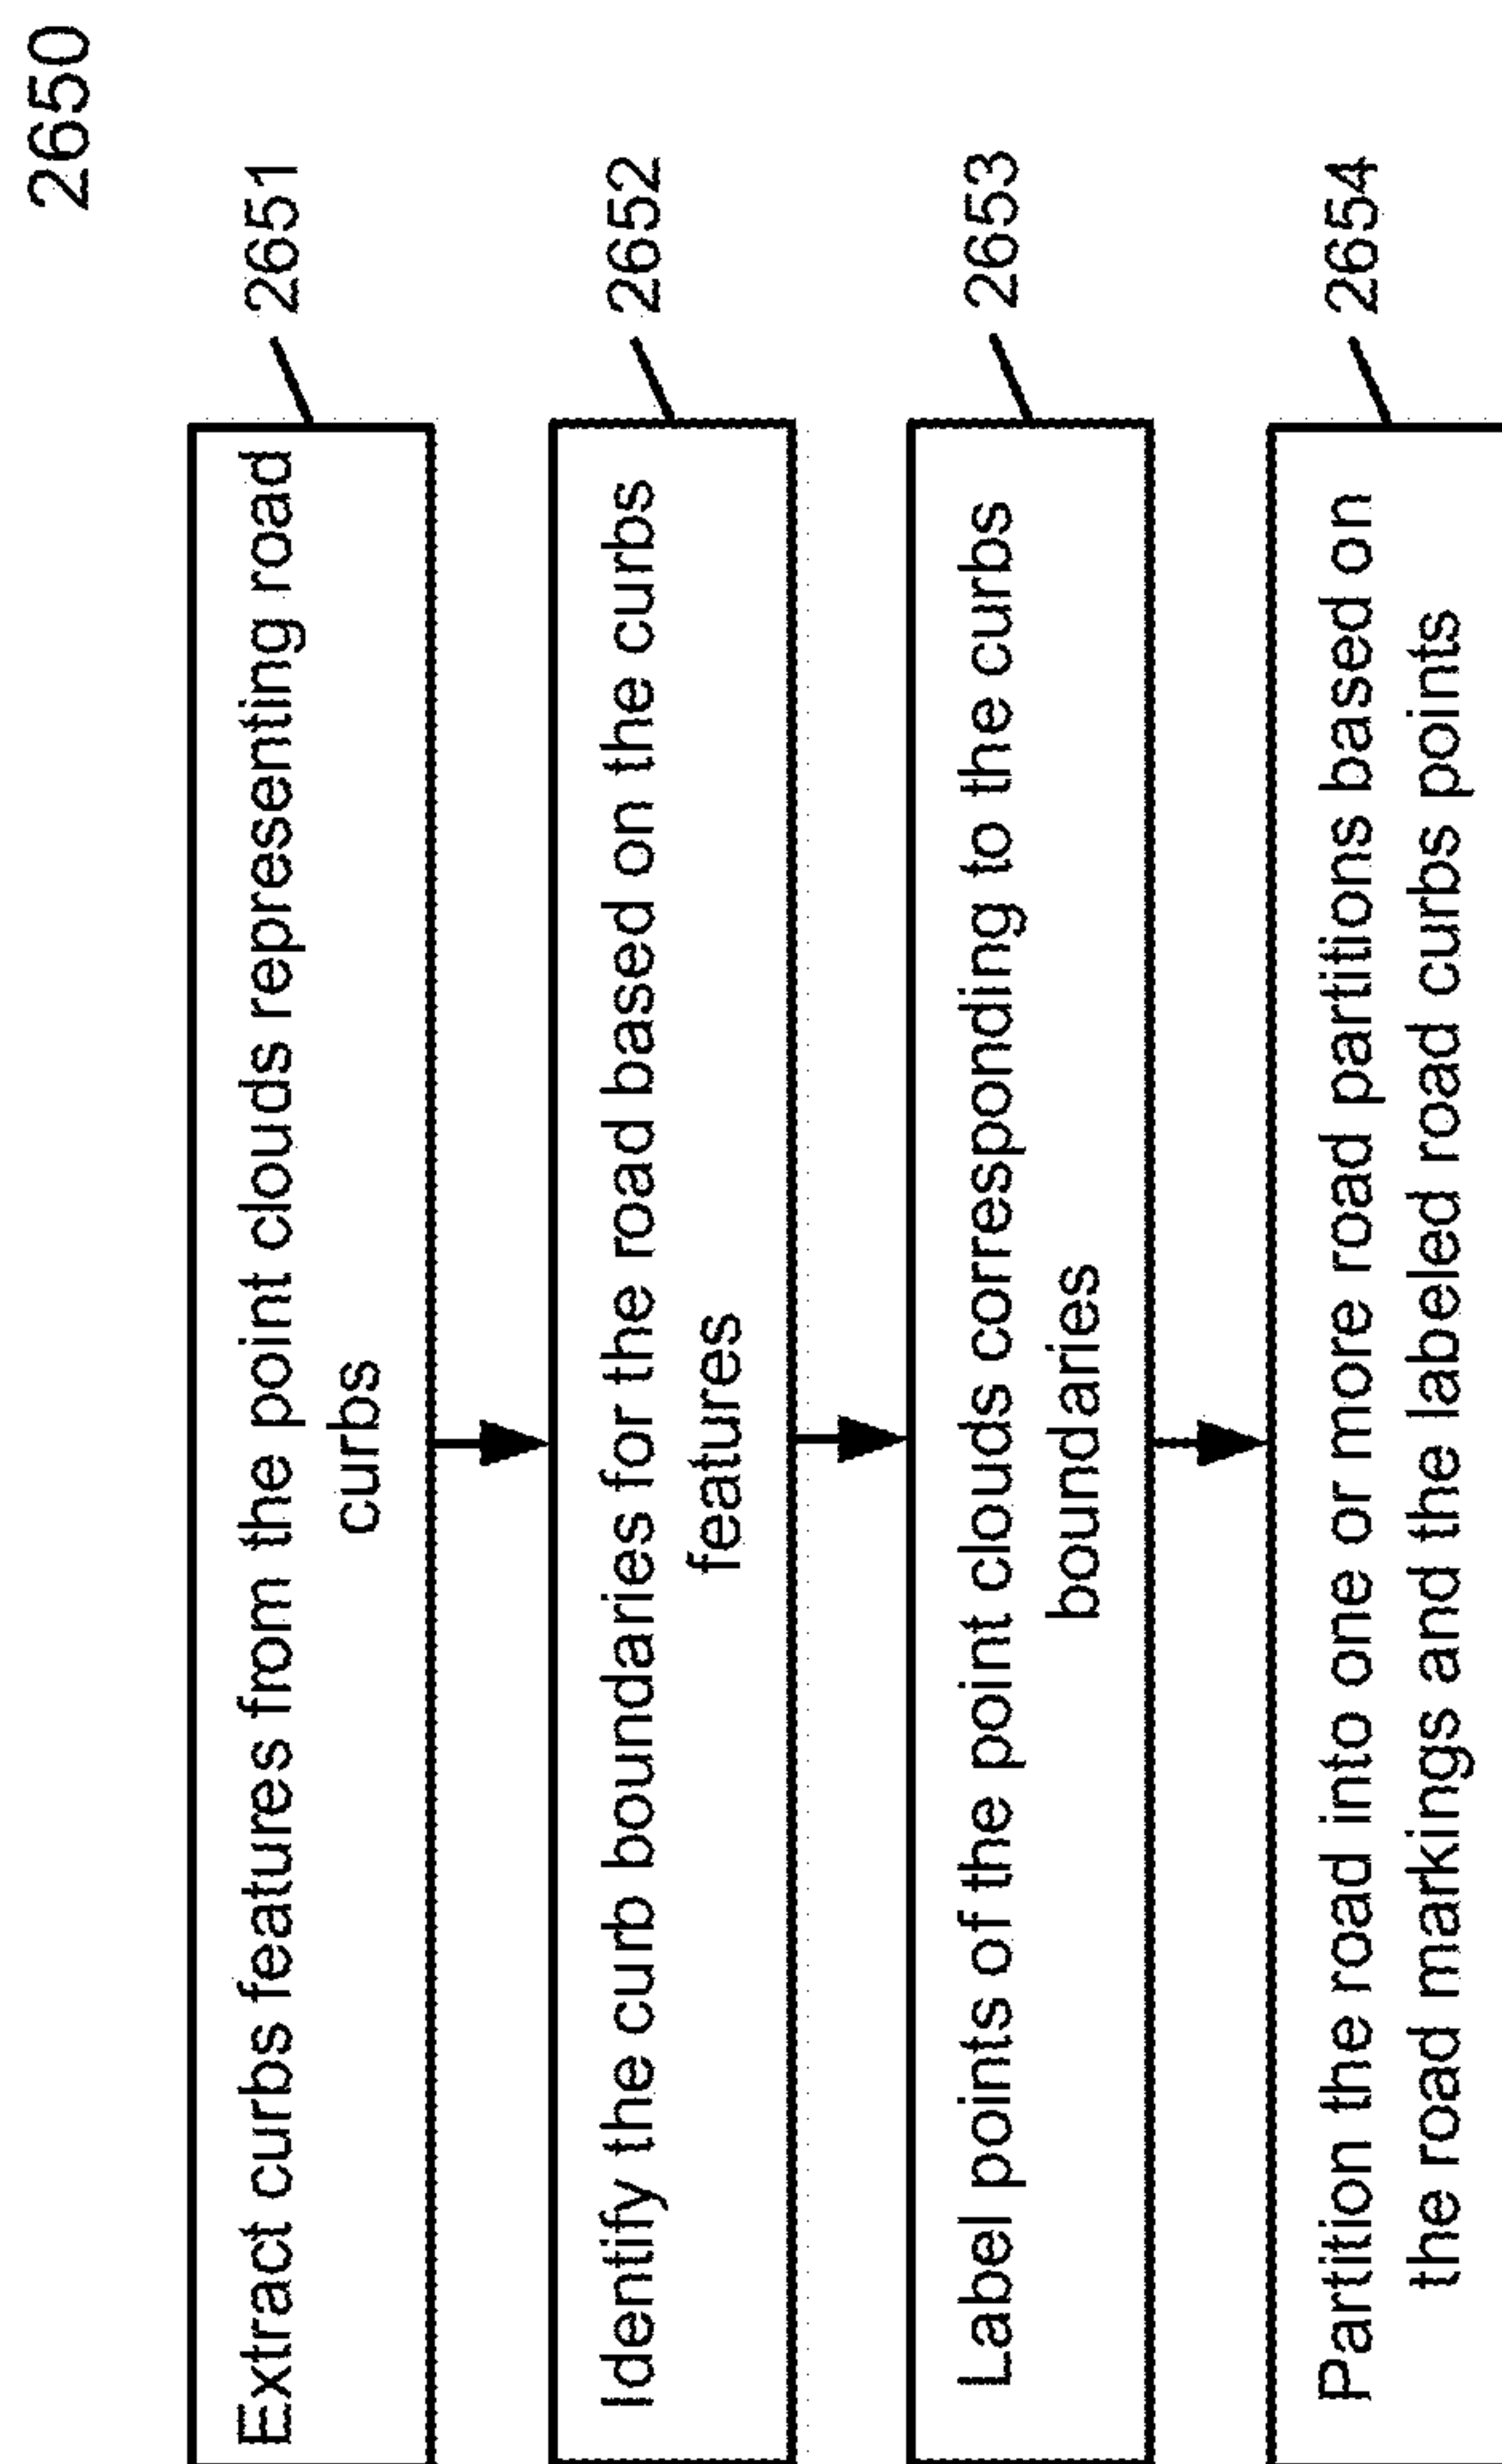 2650
Extract curbs features from the point clouds representing road
curbs
2651
Identify the curb boundaries for the road based on the curbs
features
2652
Label points of the point clouds corresponding to the curbs
boundaries
2653
Partition the road into one or more road partitions based on
the road markings and the labeled road curbs points
2654